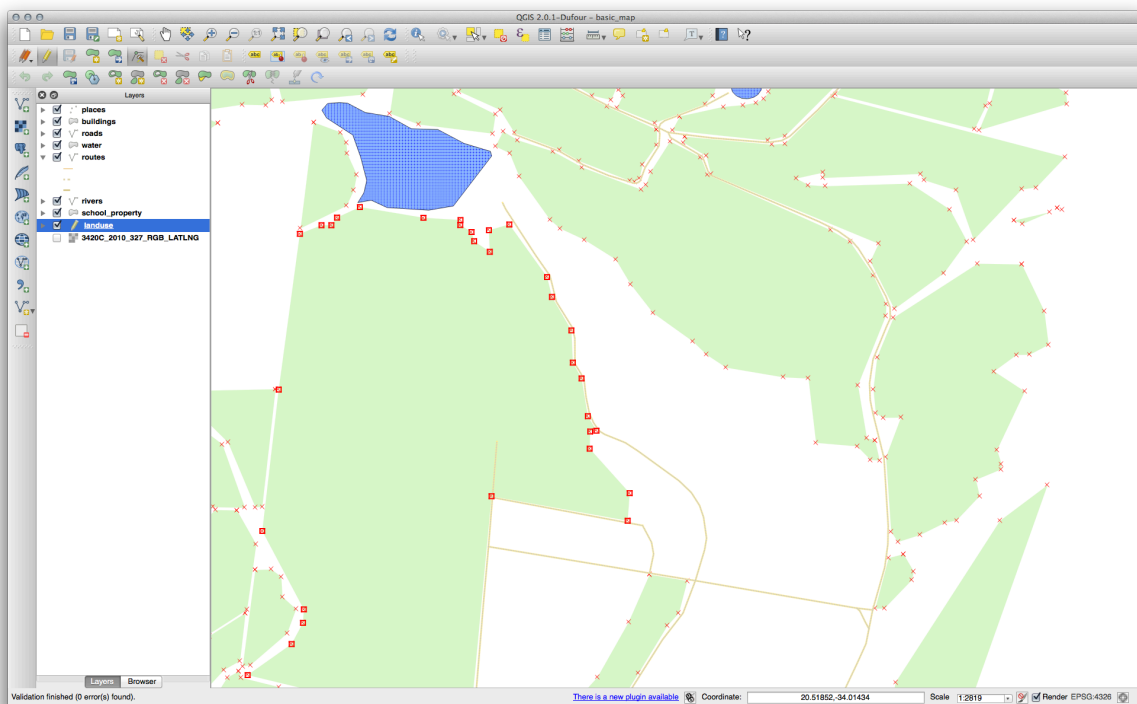 QGIS 2.0.1-Dufour - basic_map
Layers
places
buildings
roads
water
routes
rivers
school_property
landuse
3420C_2010_327_RGB_LATLNG
Layers
Browser
Validation finished (0 error(s) found).
There is a new plugin available
Coordinate:
20.51852,-34.01434
Scale
1:2819
Render
EPSG:4326